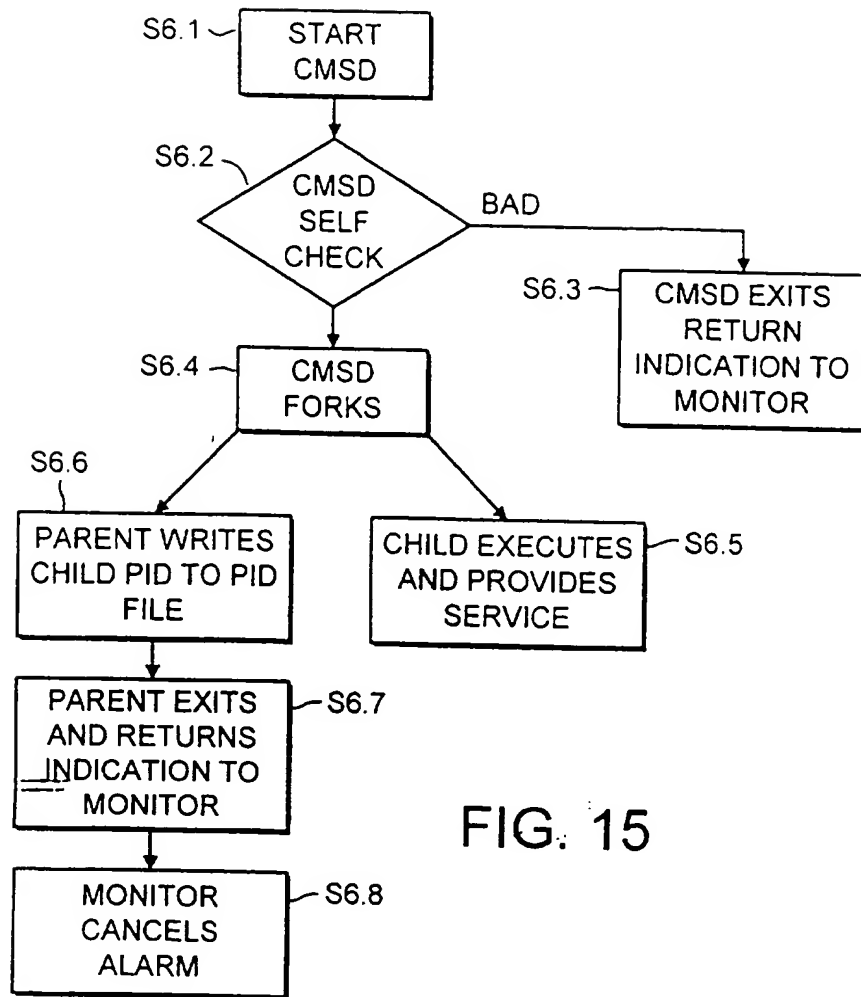 S6.1
START
CMSD
S6.2
CMSD
SELF
CHECK
BAD
S6.3
CMSD EXITS
RETURN
INDICATION TO
MONITOR
S6.4
CMSD
FORKS
S6.6
PARENT WRITES
CHILD PID TO PID
FILE
CHILD EXECUTES
AND PROVIDES
SERVICE
S6.5
PARENT EXITS
AND RETURNS
INDICATION TO
MONITOR
S6.7
MONITOR
CANCELS
ALARM
S6.8
FIG. 15